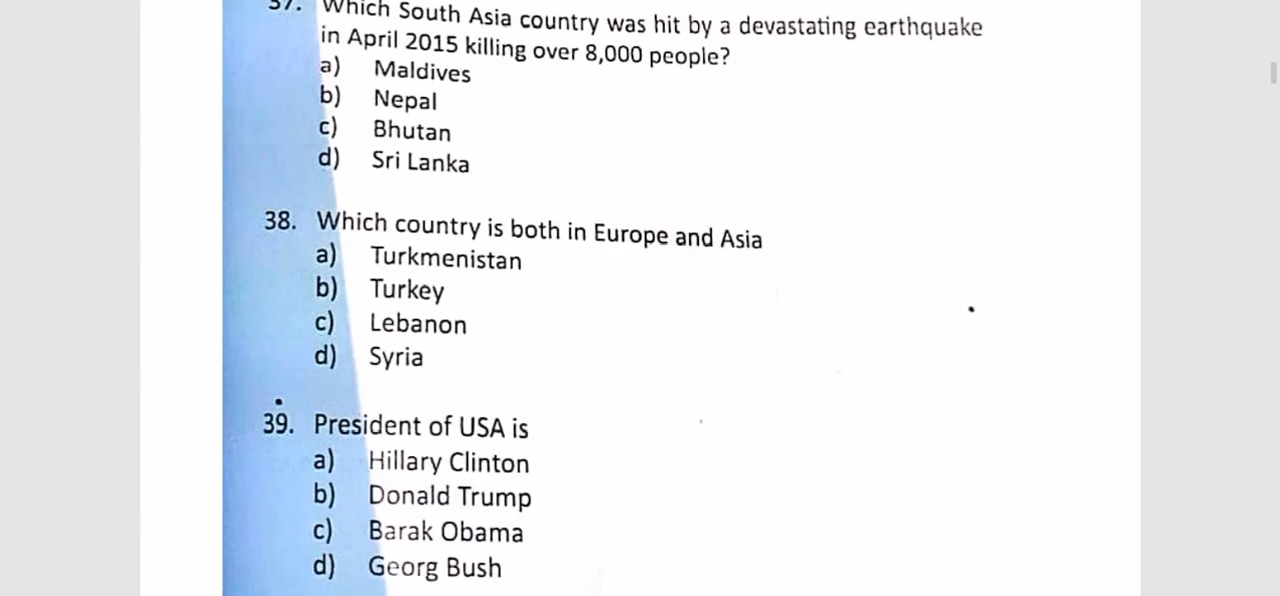 37. Which South Asia country was hit by a devastating earthquake
in April 2015 killing over 8,000 people?
a) Maldives
b) Nepal
c) Bhutan
d) Sri Lanka
38. Which country is both in Europe and Asia
a) Turkmenistan
b) Turkey
c) Lebanon
d) Syria
39. President of USA is
a) Hillary Clinton
b) Donald Trump
c) Barak Obama
d) Georg Bush